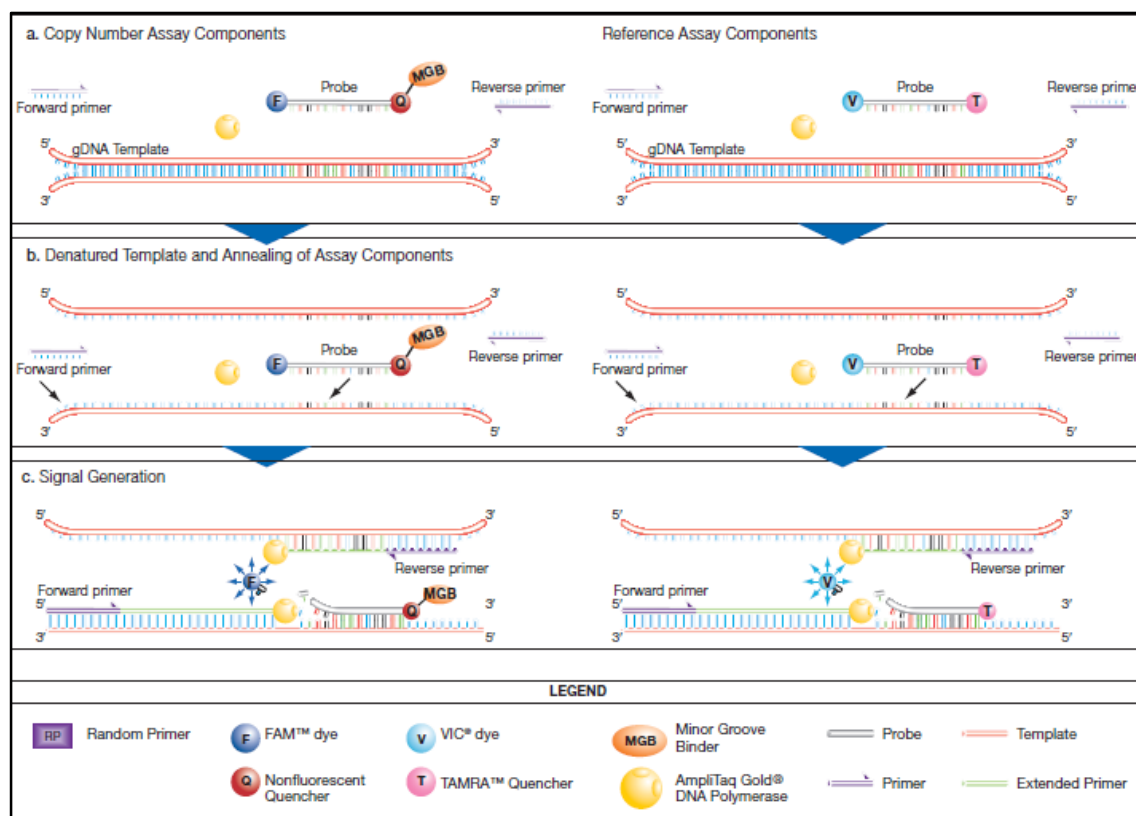 a. Copy Number Assay Components
Reference Assay Components
Forward primer
F
Probe
Q
MGB
Reverse primer
5′
gDNA Template
3′
3′
5′
Forward primer
V
Probe
T
Reverse primer
5′
gDNA Template
3′
3′
5′
b. Denatured Template and Annealing of Assay Components
5′
3′
Forward primer
F
Probe
Q
MGB
Reverse primer
3′
5′
5′
3′
Forward primer
V
Probe
T
Reverse primer
3′
5′
c. Signal Generation
5′
3′
Reverse primer
F
Forward primer
5′
Q
MGB
3′
3′
5′
5′
3′
Reverse primer
V
Forward primer
5′
T
3′
3′
5′
LEGEND
RP Random Primer
F FAM™ dye
V VIC® dye
MGB Minor Groove
Binder
Probe
Template
Q Nonfluorescent
Quencher
T TAMRA™ Quencher
AmpliTaq Gold®
DNA Polymerase
Primer
Extended Primer